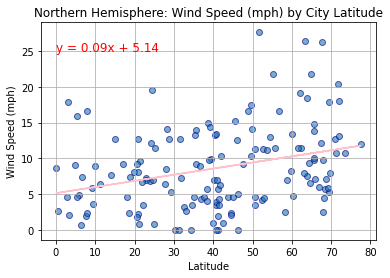 Northern Hemisphere: Wind Speed (mph) by City Latitude
y = 0.09x + 5.14
Wind Speed (mph)
25
20
15
10
5
0
0 10 20 30 40 50 60 70 80
Latitude